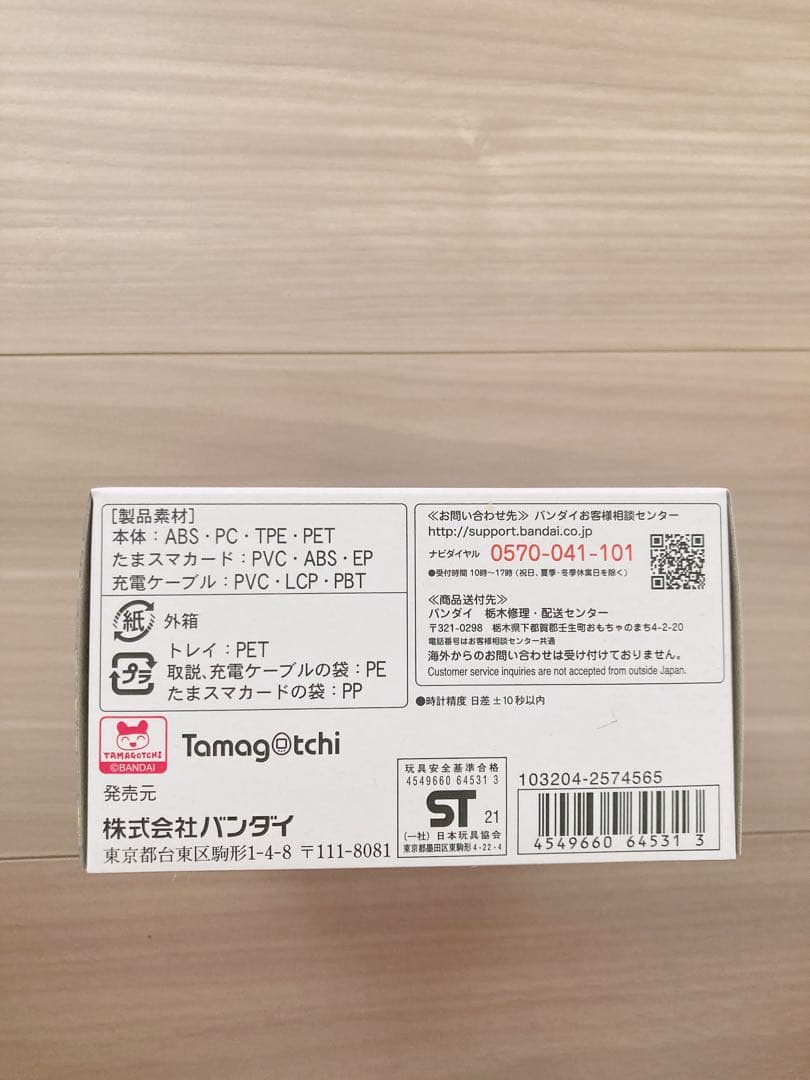 [製品素材]
本体：ABS・PC・TPE・PET
たまスマカード：PVC・ABS・EP
充電ケーブル：PVC・LCP・PBT
紙 外箱
プラ
トレイ：PET
取説、充電ケーブルの袋：PE
たまスマカードの袋：PP
≪お問い合わせ先≫ バンダイお客様相談センター
http://support.bandai.co.jp
ナビダイヤル 0570-041-101
●受付時間 10時〜17時 (祝日、夏季・冬季休業日を除く)
≪商品送付先≫
バンダイ 栃木修理・配送センター
〒321-0298 栃木県下都賀郡壬生町おもちゃのまち4-2-20
電話番号はお客様相談センター共通
海外からのお問い合わせは受け付けておりません。
Customer service inquiries are not accepted from outside Japan.
●時計精度 日差 ±10秒以内
TAMAGOTCHI
©BANDAI
Tamagotchi
発売元
株式会社バンダイ
東京都台東区駒形1-4-8 〒111-8081
玩具安全基準合格
4549660 64531 3
ST 21
(一社) 日本玩具協会
東京都墨田区東駒形4-22-4
103204-2574565
4549660 645313